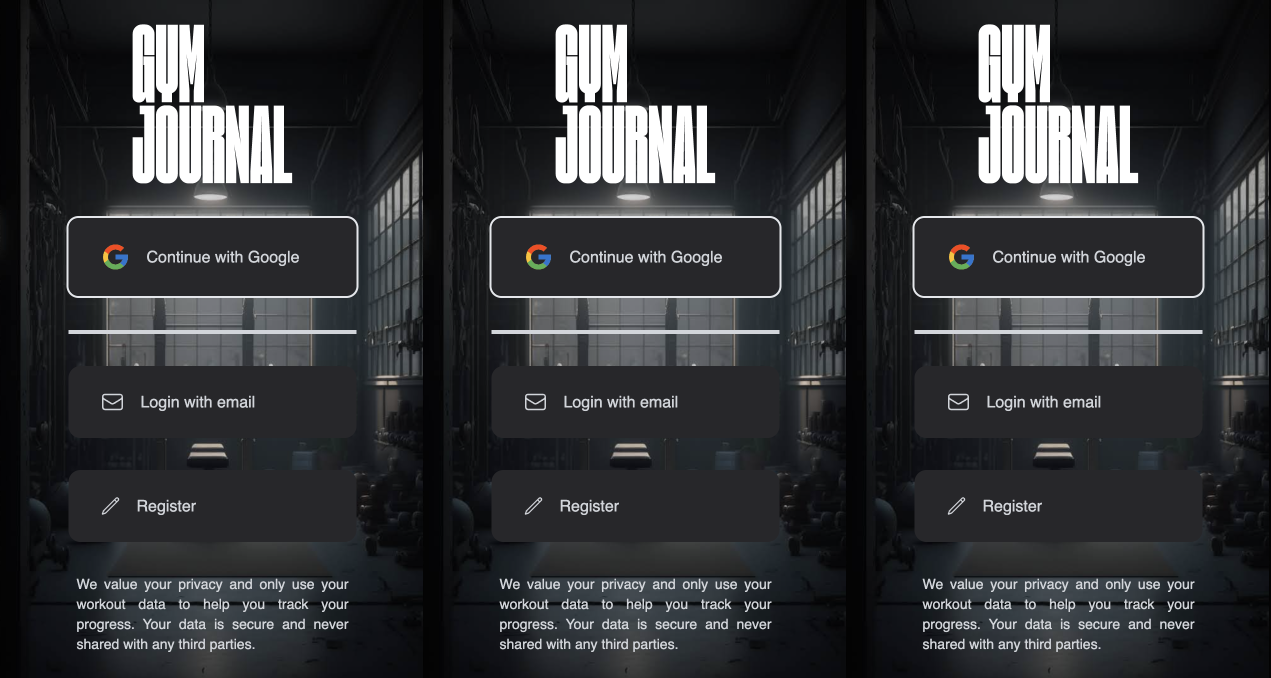 GYM
JOURNAL
Continue with Google
Login with email
Register
We value your privacy and only use your
workout data to help you track your
progress. Your data is secure and never
shared with any third parties.
GYM
JOURNAL
Continue with Google
Login with email
Register
We value your privacy and only use your
workout data to help you track your
progress. Your data is secure and never
shared with any third parties.
GYM
JOURNAL
Continue with Google
Login with email
Register
We value your privacy and only use your
workout data to help you track your
progress. Your data is secure and never
shared with any third parties.